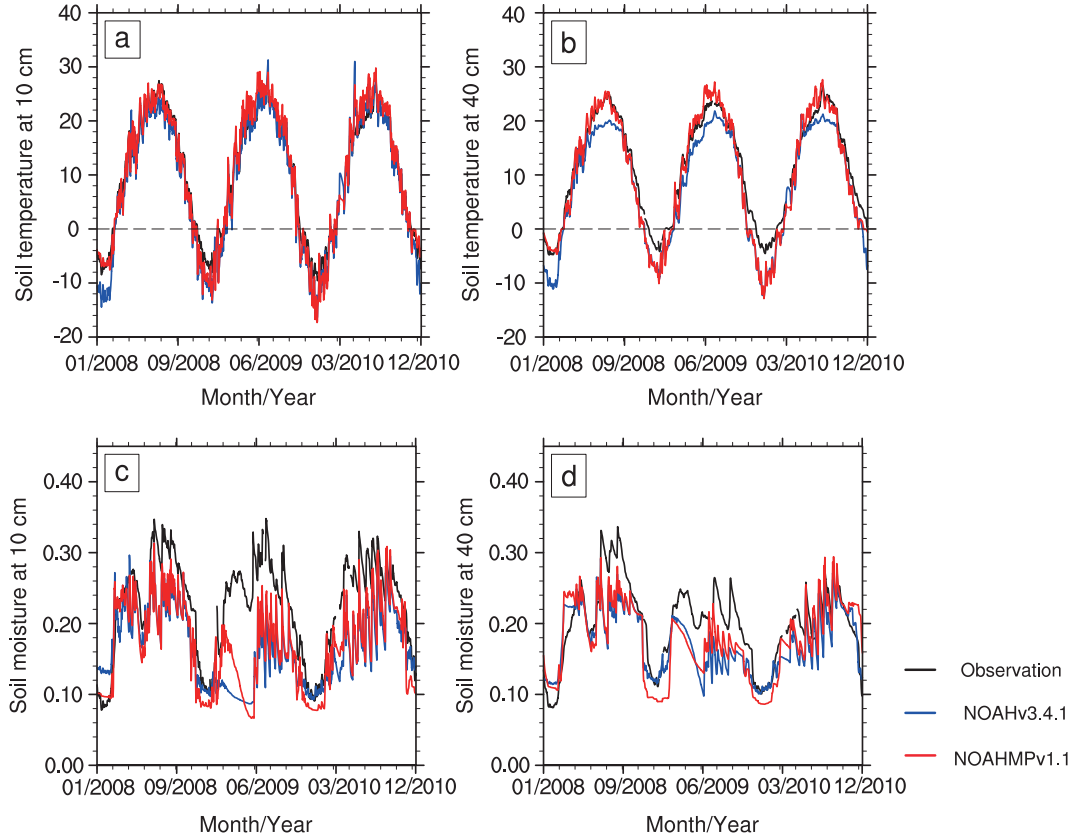 a
Soil temperature at 10 cm
40
30
20
10
0
-10
-20
01/2008 09/2008 06/2009 03/2010 12/2010
Month/Year
b
Soil temperature at 40 cm
40
30
20
10
0
-10
-20
01/2008 09/2008 06/2009 03/2010 12/2010
Month/Year
c
Soil moisture at 10 cm
0.40
0.30
0.20
0.10
0.00
01/2008 09/2008 06/2009 03/2010 12/2010
Month/Year
d
Soil moisture at 40 cm
0.40
0.30
0.20
0.10
0.00
01/2008 09/2008 06/2009 03/2010 12/2010
Month/Year
Observation
NOAHv3.4.1
NOAHMPv1.1